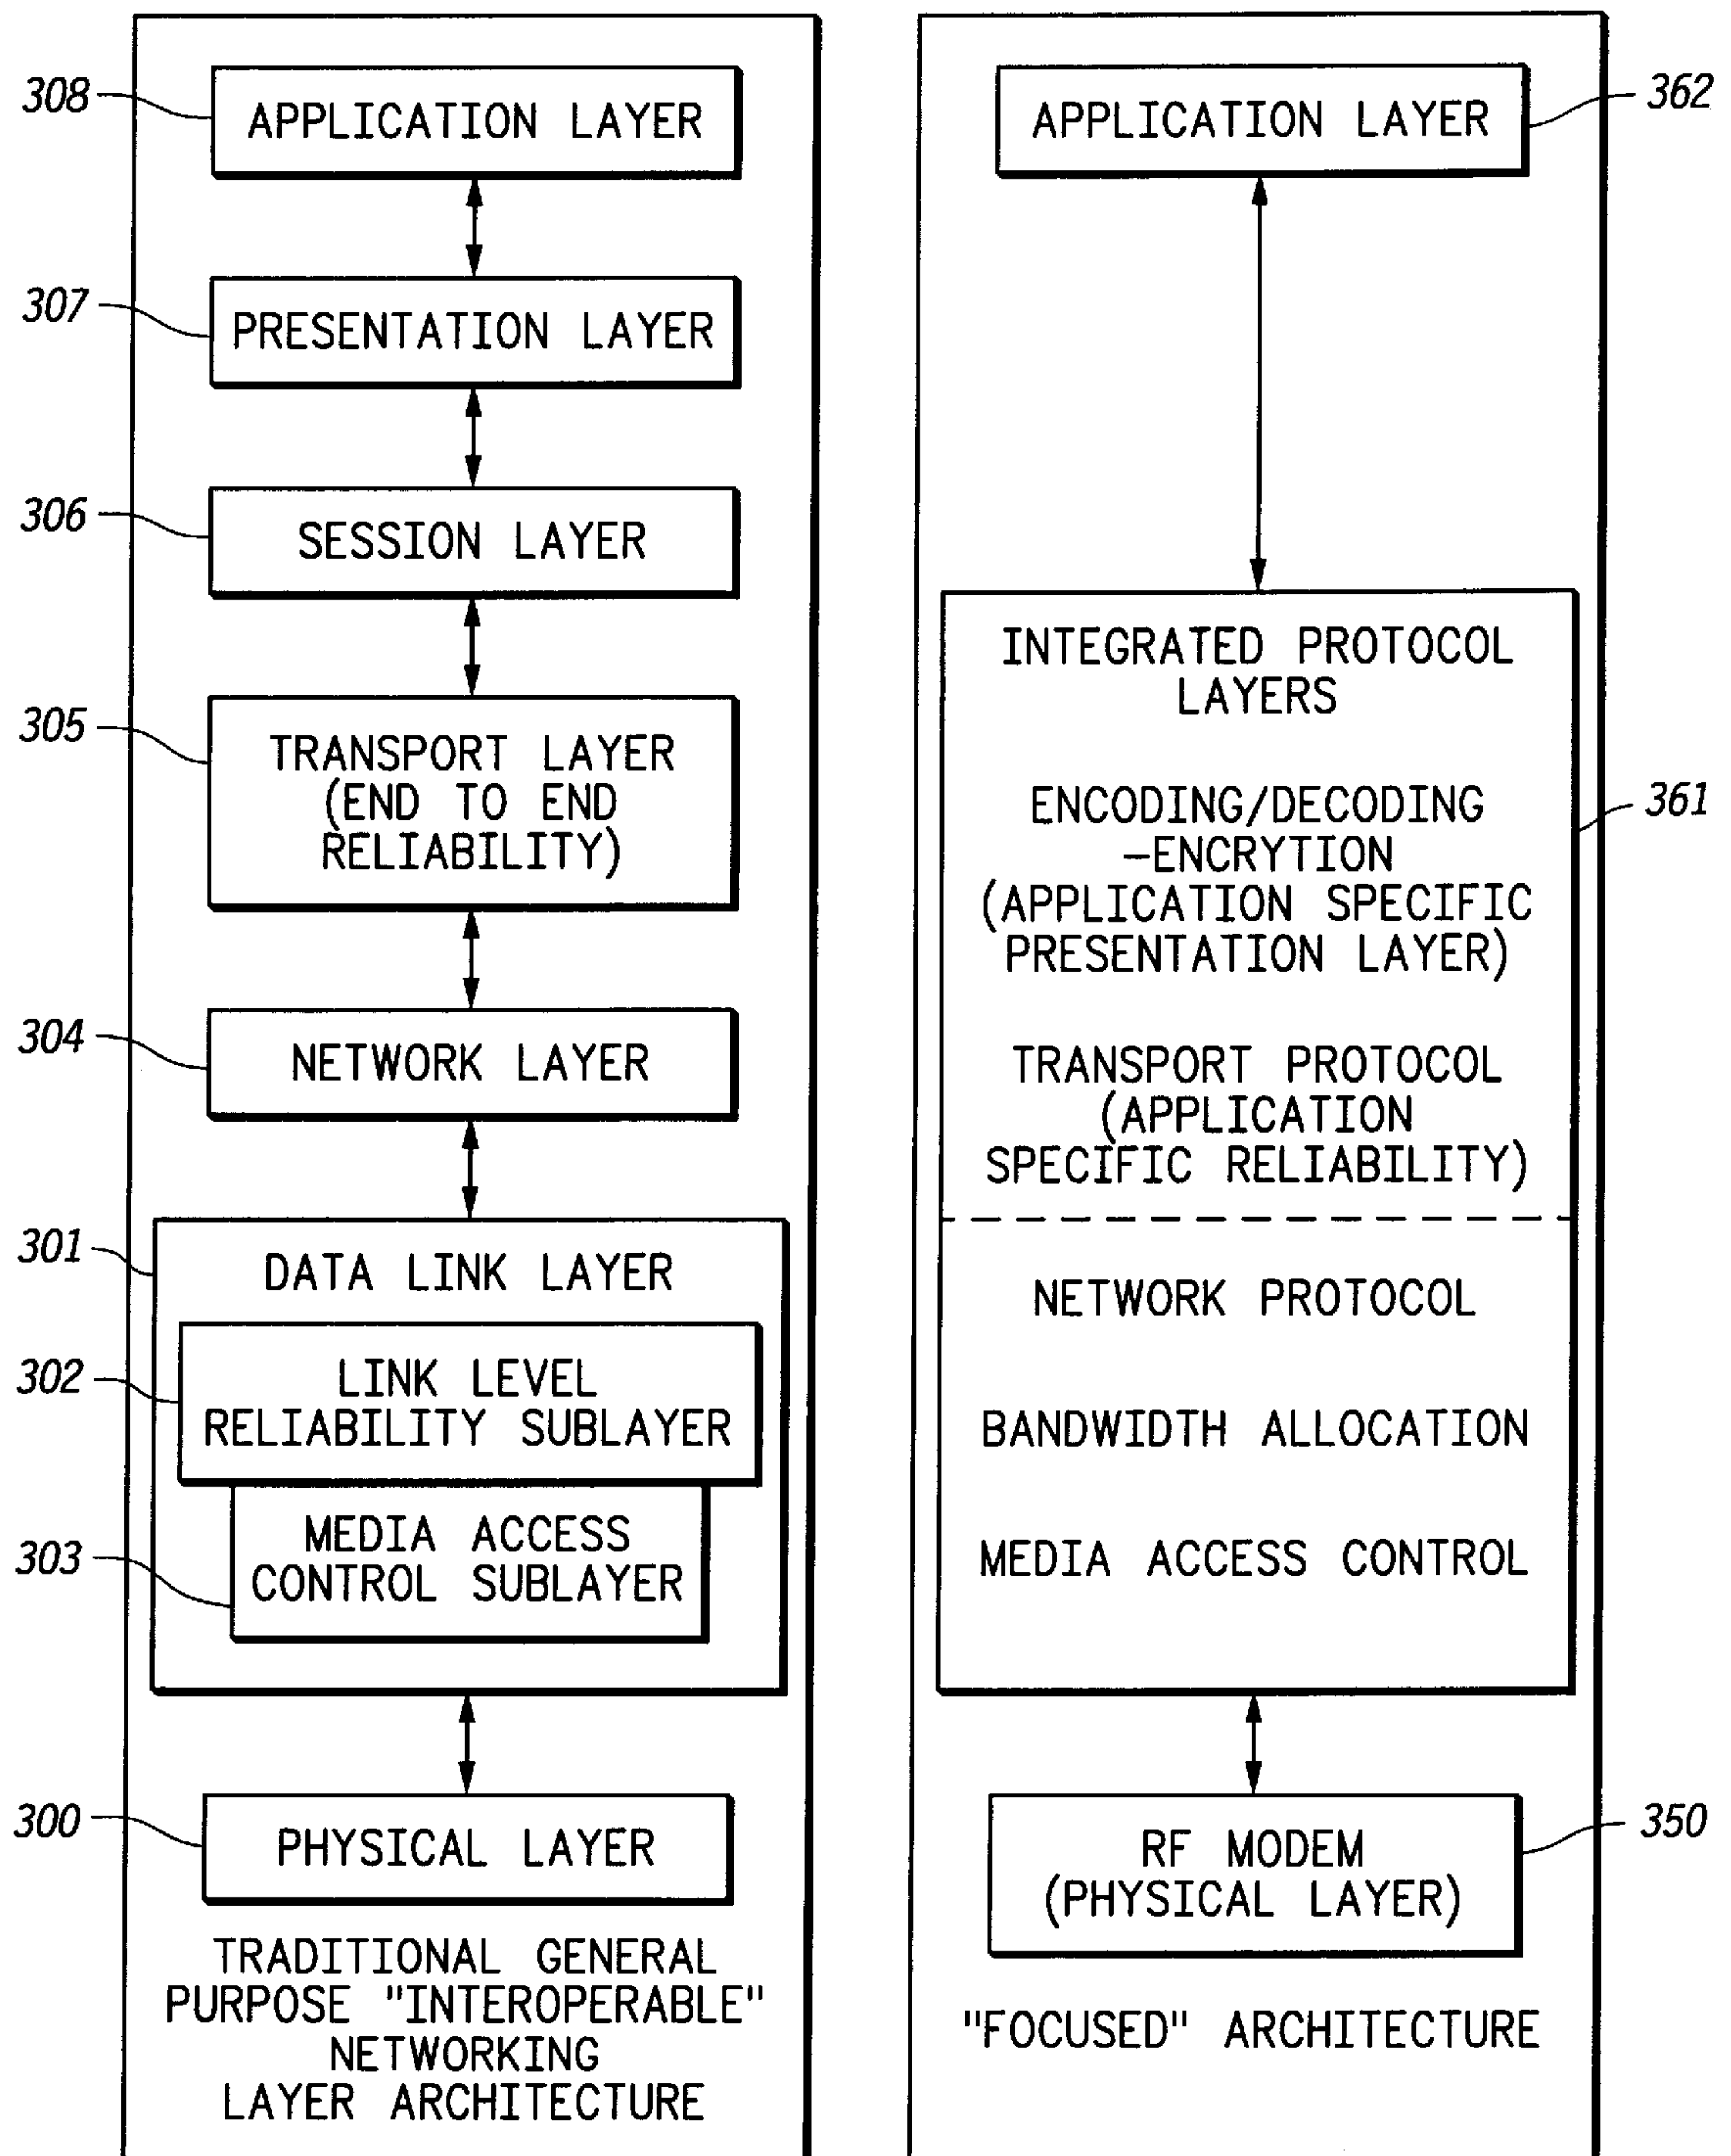 308
APPLICATION LAYER
307
PRESENTATION LAYER
306
SESSION LAYER
305
TRANSPORT LAYER
(END TO END
RELIABILITY)
304
NETWORK LAYER
301
DATA LINK LAYER
302
LINK LEVEL
RELIABILITY SUBLAYER
303
MEDIA ACCESS
CONTROL SUBLAYER
300
PHYSICAL LAYER
TRADITIONAL GENERAL
PURPOSE "INTEROPERABLE"
NETWORKING
LAYER ARCHITECTURE
APPLICATION LAYER
362
INTEGRATED PROTOCOL
LAYERS
ENCODING/DECODING
-ENCRYTION
(APPLICATION SPECIFIC
PRESENTATION LAYER)
361
TRANSPORT PROTOCOL
(APPLICATION
SPECIFIC RELIABILITY)
NETWORK PROTOCOL
BANDWIDTH ALLOCATION
MEDIA ACCESS CONTROL
RF MODEM
(PHYSICAL LAYER)
350
"FOCUSED" ARCHITECTURE